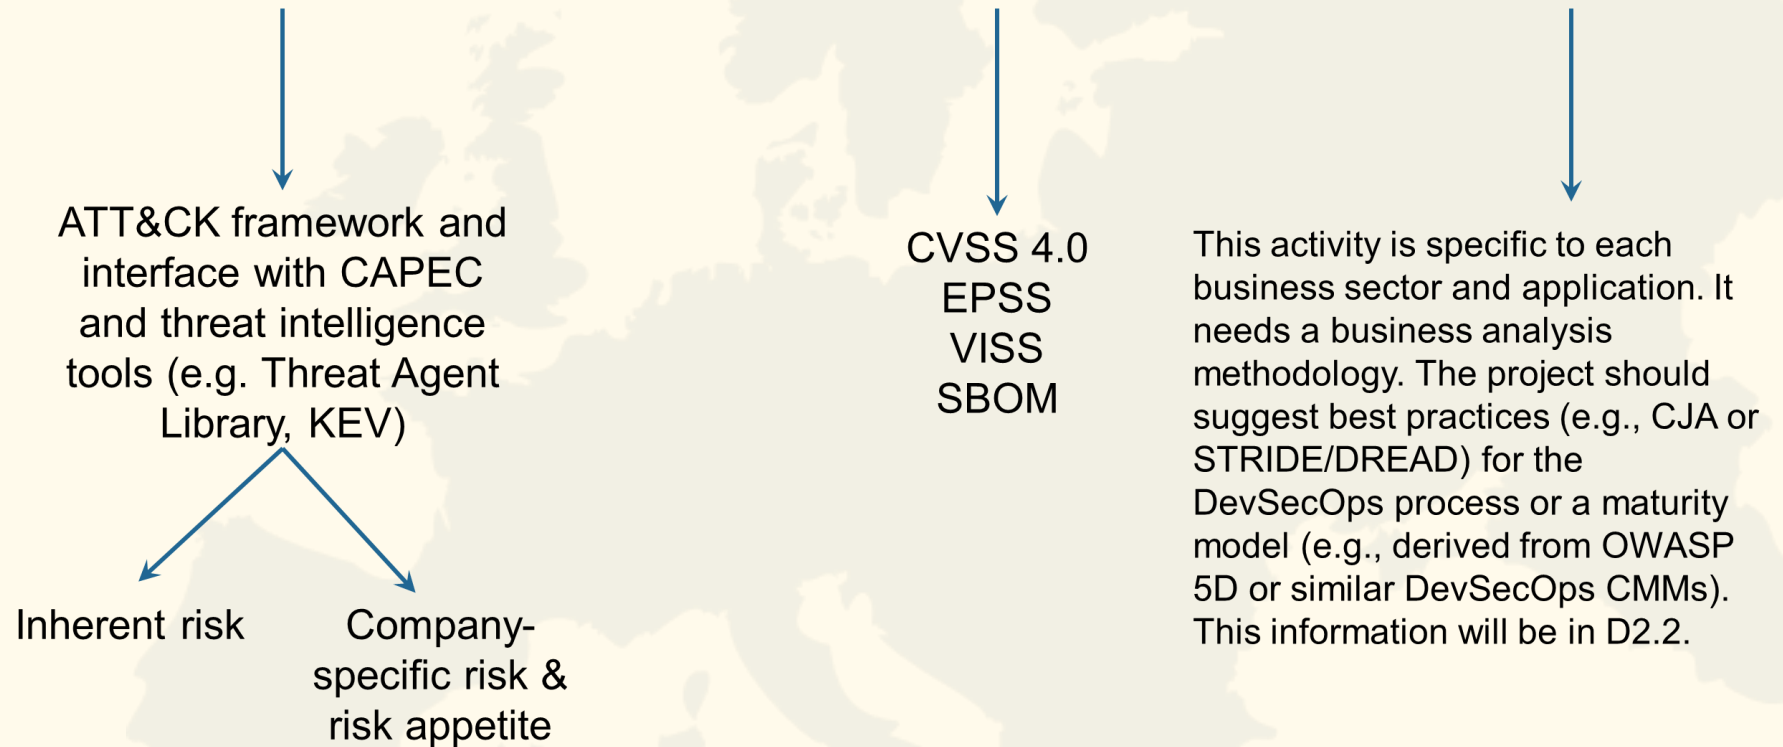 ATT&CK framework and
interface with CAPEC
and threat intelligence
tools (e.g. Threat Agent
Library, KEV)
Inherent risk
Company-
specific risk &
risk appetite
CVSS 4.0
EPSS
VISS
SBOM
This activity is specific to each
business sector and application. It
needs a business analysis
methodology. The project should
suggest best practices (e.g., CJA or
STRIDE/DREAD) for the
DevSecOps process or a maturity
model (e.g., derived from OWASP
5D or similar DevSecOps CMMs).
This information will be in D2.2.